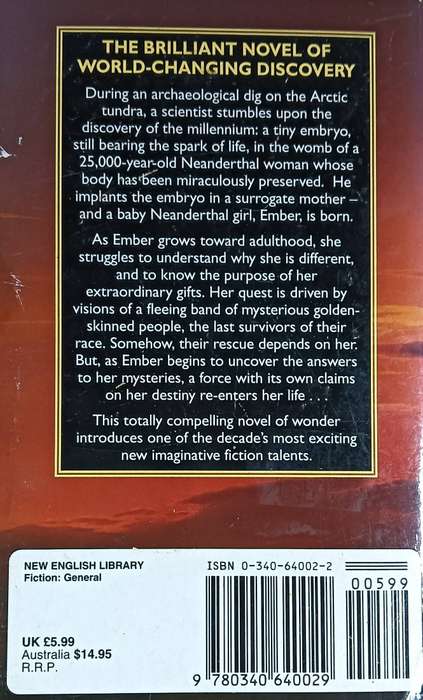 THE BRILLIANT NOVEL OF
WORLD-CHANGING DISCOVERY
During an archaeological dig on the Arctic
tundra, a scientist stumbles upon the
discovery of the millennium: a tiny embryo,
still bearing the spark of life, in the womb of a
25,000-year-old Neanderthal woman whose
body has been miraculously preserved. He
implants the embryo in a surrogate mother –
and a baby Neanderthal girl, Ember, is born.
As Ember grows toward adulthood, she
struggles to understand why she is different,
and to know the purpose of her
extraordinary gifts. Her quest is driven by
visions of a fleeing band of mysterious golden-
skinned people, the last survivors of their
race. Somehow, their rescue depends on her.
But, as Ember begins to uncover the answers
to her mysteries, a force with its own claims
on her destiny re-enters her life . . .
This totally compelling novel of wonder
introduces one of the decade's most exciting
new imaginative fiction talents.
NEW ENGLISH LIBRARY
Fiction: General
UK £5.99
Australia $14.95
R.R.P.
ISBN 0-340-64002-2
00599
9 780340 640029